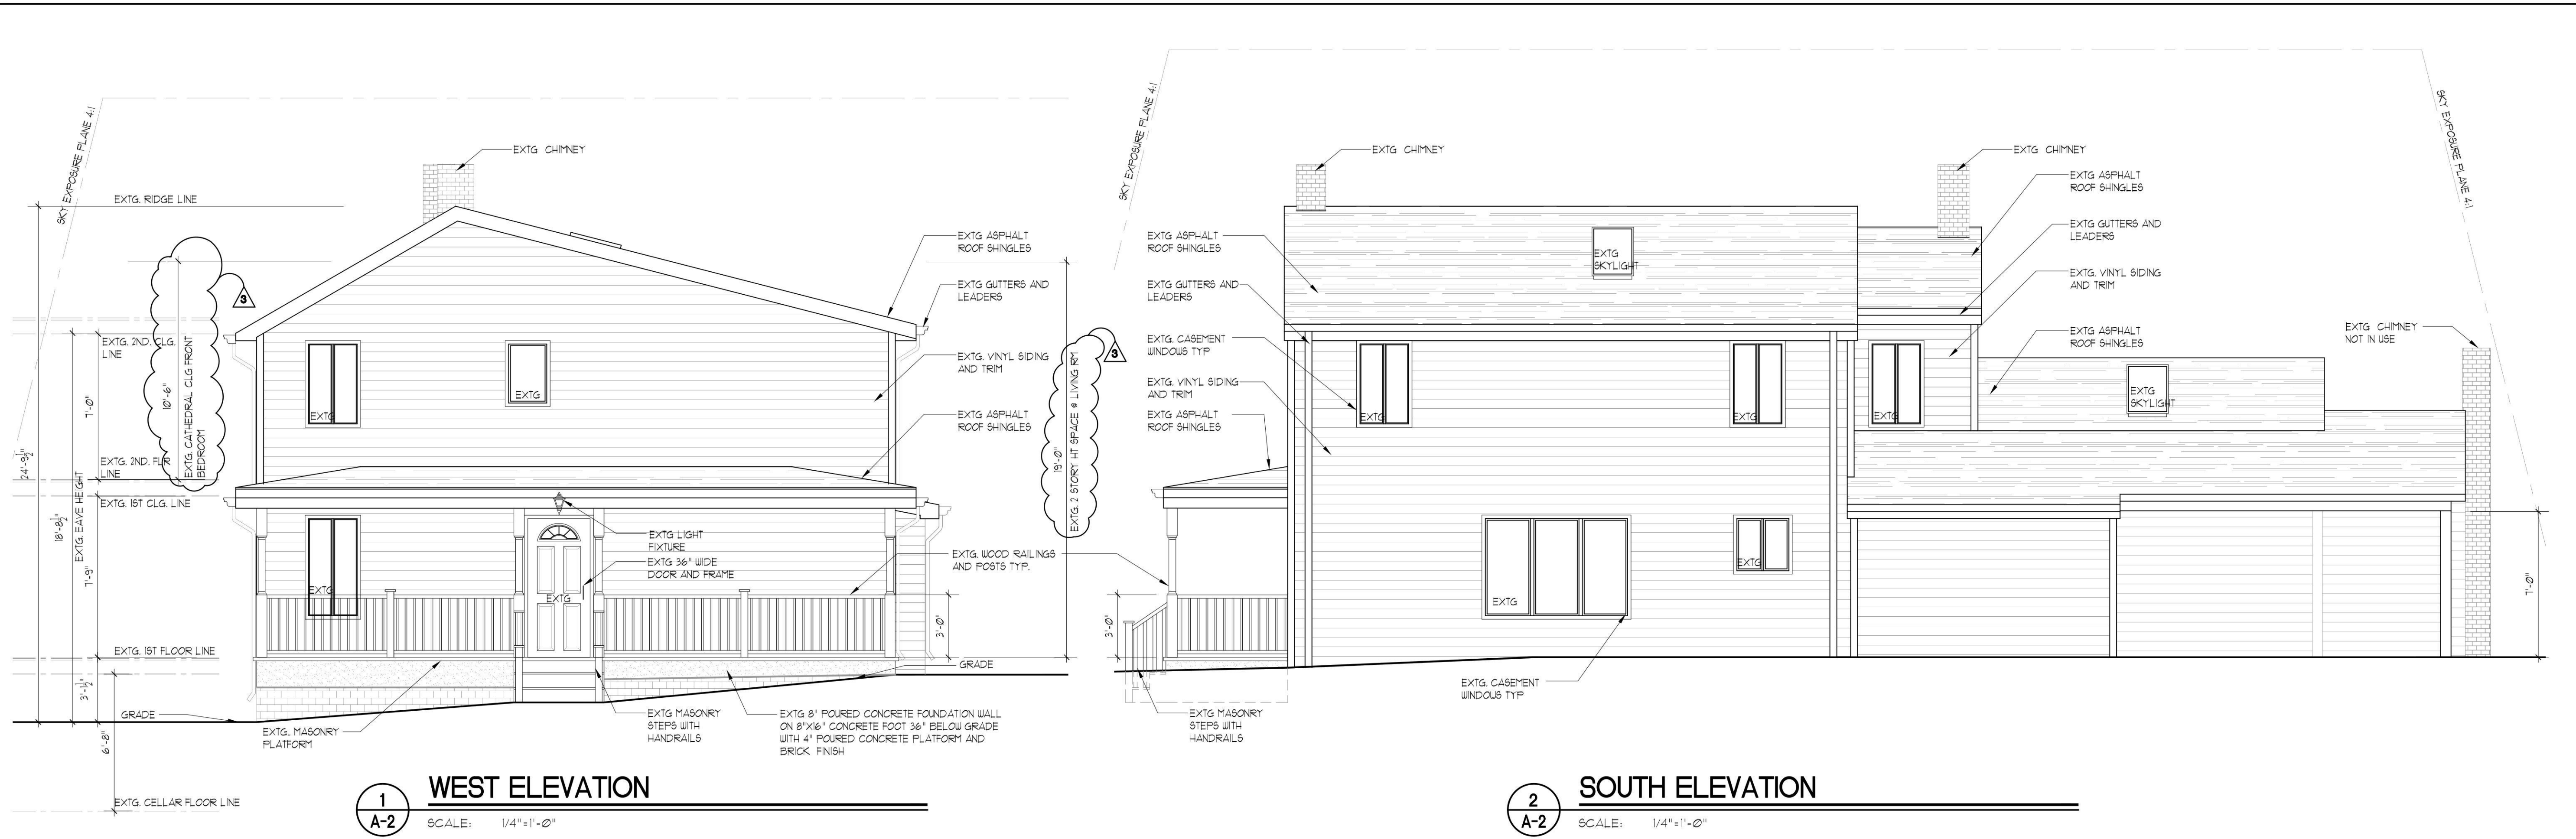 SKY EXPOSURE PLANE 4:1
EXTG. RIDGE LINE
EXTG CHIMNEY
EXTG. 2ND. CLG.
LINE
10'-6"
EXTG. CATHEDRAL CLG FRONT
BEDROOM
3
7'-0"
24'-9½"
18'-8½"
EXTG. EAVE HEIGHT
EXTG. 2ND. FLR
LINE
EXTG. 1ST CLG. LINE
7'-9"
EXTG. 1ST FLOOR LINE
3'-1½"
GRADE
6'-8"
EXTG. CELLAR FLOOR LINE
EXTG
EXTG
EXTG
EXTG
EXTG ASPHALT
ROOF SHINGLES
EXTG GUTTERS AND
LEADERS
EXTG. VINYL SIDING
AND TRIM
EXTG ASPHALT
ROOF SHINGLES
EXTG LIGHT
FIXTURE
EXTG 36" WIDE
DOOR AND FRAME
EXTG. WOOD RAILINGS
AND POSTS TYP.
3'-0"
GRADE
19'-0"
EXTG. 2 STORY HT SPACE @ LIVING RM
3
EXTG. MASONRY
PLATFORM
EXTG MASONRY
STEPS WITH
HANDRAILS
EXTG 8" POURED CONCRETE FOUNDATION WALL
ON 8"X16" CONCRETE FOOT 36" BELOW GRADE
WITH 4" POURED CONCRETE PLATFORM AND
BRICK FINISH
1
A-2
WEST ELEVATION
SCALE: 1/4"=1'-0"
SKY EXPOSURE PLANE 4:1
EXTG CHIMNEY
EXTG ASPHALT
ROOF SHINGLES
EXTG GUTTERS AND
LEADERS
EXTG. CASEMENT
WINDOWS TYP
EXTG. VINYL SIDING
AND TRIM
EXTG ASPHALT
ROOF SHINGLES
3'-0"
EXTG MASONRY
STEPS WITH
HANDRAILS
EXTG
SKYLIGHT
EXTG
EXTG
EXTG
EXTG
EXTG
EXTG. CASEMENT
WINDOWS TYP
EXTG CHIMNEY
EXTG ASPHALT
ROOF SHINGLES
EXTG GUTTERS AND
LEADERS
EXTG. VINYL SIDING
AND TRIM
EXTG ASPHALT
ROOF SHINGLES
EXTG
SKYLIGHT
EXTG CHIMNEY
NOT IN USE
SKY EXPOSURE PLANE 4:1
7'-0"
2
A-2
SOUTH ELEVATION
SCALE: 1/4"=1'-0"